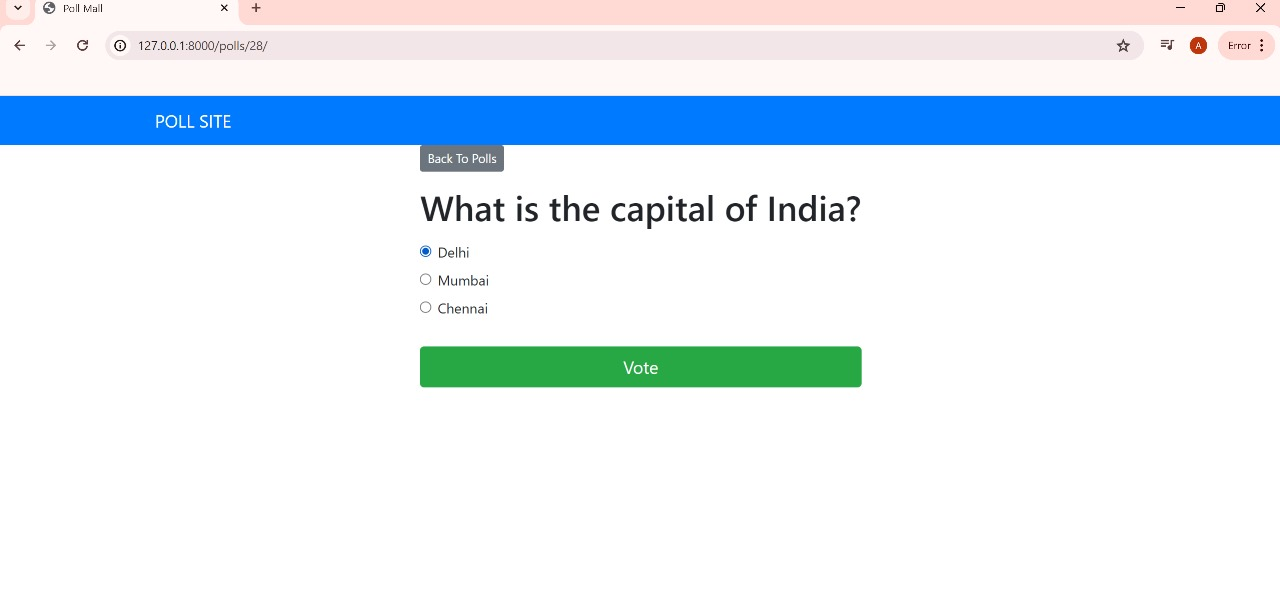 Poll Mall
127.0.0.1:8000/polls/28/
A
Error
POLL SITE
Back To Polls
What is the capital of India?
Delhi
Mumbai
Chennai
Vote